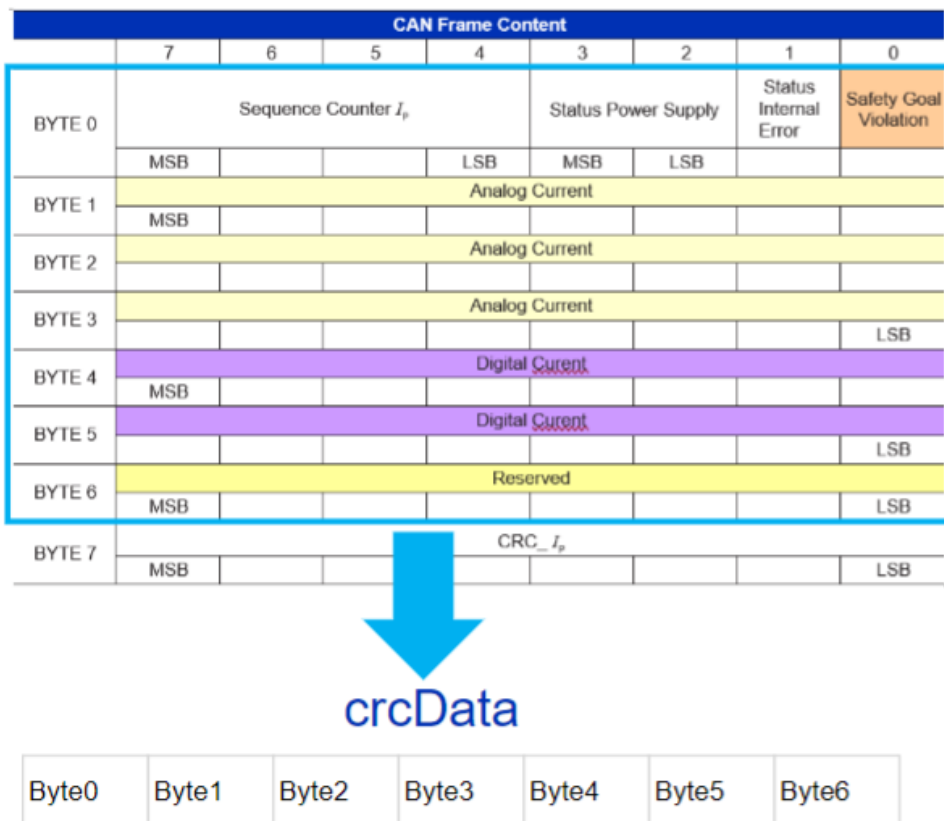 CAN Frame Content
7 6 5 4 3 2 1 0
BYTE 0 Sequence Counter Iₚ Status Power Supply Status Internal Error Safety Goal Violation
MSB LSB MSB LSB
BYTE 1 Analog Current
MSB
BYTE 2 Analog Current
BYTE 3 Analog Current
LSB
BYTE 4 Digital Curent
MSB
BYTE 5 Digital Curent
LSB
BYTE 6 Reserved
MSB LSB
BYTE 7 CRC_ Iₚ
MSB LSB
crcData
Byte0 Byte1 Byte2 Byte3 Byte4 Byte5 Byte6